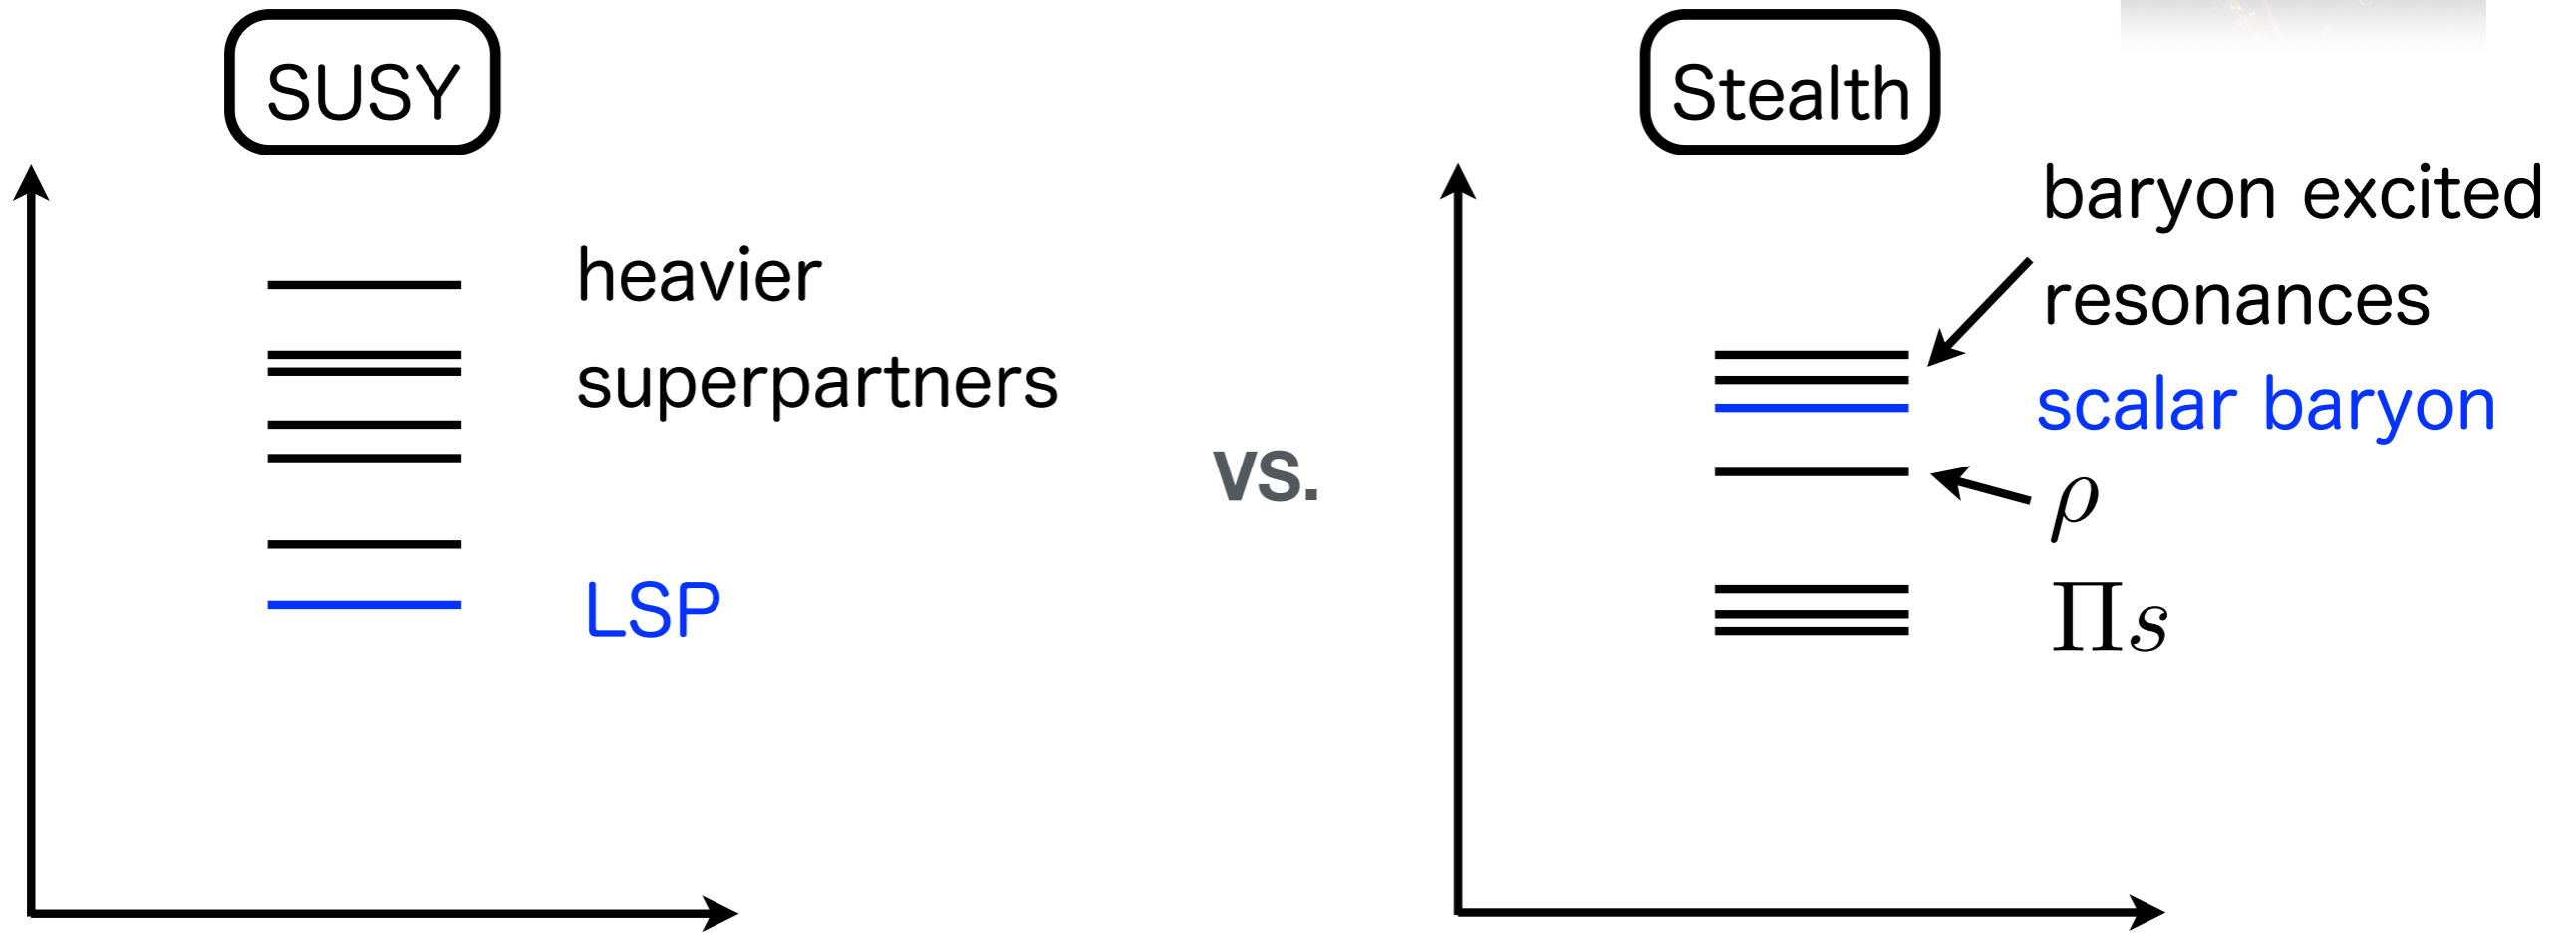 SUSY
heavier
superpartners
LSP
vs.
Stealth
baryon excited
resonances
scalar baryon
ρ
Πs